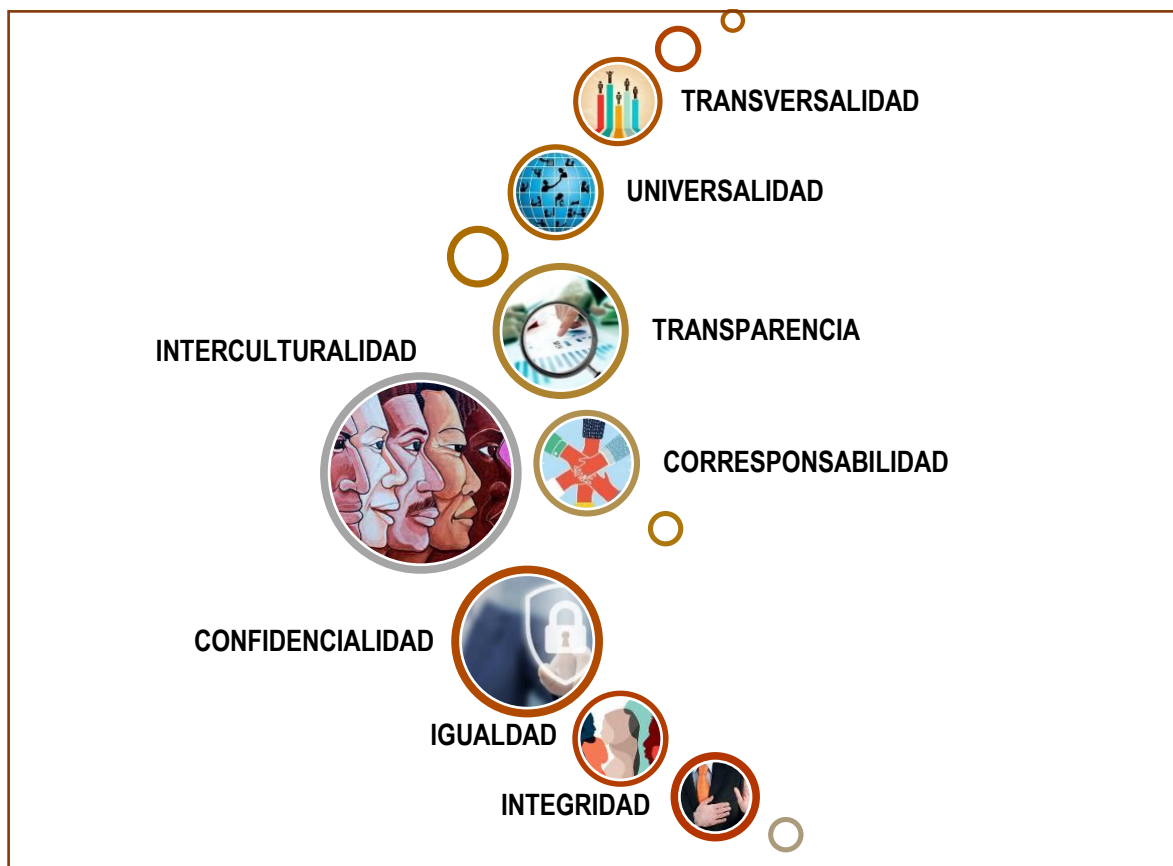 TRANSVERSALIDAD
UNIVERSALIDAD
TRANSPARENCIA
INTERCULTURALIDAD
CORRESPONSABILIDAD
CONFIDENCIALIDAD
IGUALDAD
INTEGRIDAD